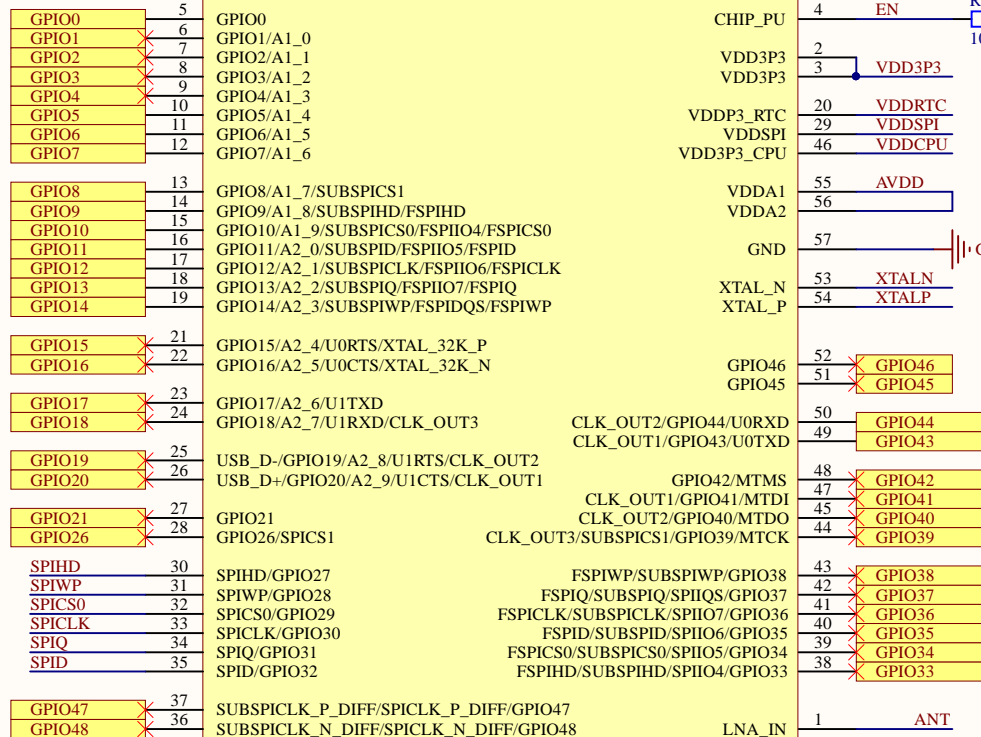 GPIO0 5 GPIO0 CHIP_PU 4 EN R
GPIO1 6 GPIO1/A1_0 10
GPIO2 7 GPIO2/A1_1 VDD3P3 2
GPIO3 8 GPIO3/A1_2 VDD3P3 3 VDD3P3
GPIO4 9 GPIO4/A1_3
GPIO5 10 GPIO5/A1_4 VDDP3_RTC 20 VDDRTC
GPIO6 11 GPIO6/A1_5 VDDSPI 29 VDDSPI
GPIO7 12 GPIO7/A1_6 VDD3P3_CPU 46 VDDCPU
GPIO8 13 GPIO8/A1_7/SUBSPICS1 VDDA1 55 AVDD
GPIO9 14 GPIO9/A1_8/SUBSPIHD/FSPIHD VDDA2 56
GPIO10 15 GPIO10/A1_9/SUBSPICS0/FSPIIO4/FSPICS0
GPIO11 16 GPIO11/A2_0/SUBSPID/FSPIIO5/FSPID GND 57
GPIO12 17 GPIO12/A2_1/SUBSPICLK/FSPIIO6/FSPICLK
GPIO13 18 GPIO13/A2_2/SUBSPIQ/FSPIIO7/FSPIQ XTAL_N 53 XTALN
GPIO14 19 GPIO14/A2_3/SUBSPIWP/FSPIDQS/FSPIWP XTAL_P 54 XTALP
GPIO15 21 GPIO15/A2_4/U0RTS/XTAL_32K_P
GPIO16 22 GPIO16/A2_5/U0CTS/XTAL_32K_N GPIO46 52 GPIO46
GPIO45 51 GPIO45
GPIO17 23 GPIO17/A2_6/U1TXD
GPIO18 24 GPIO18/A2_7/U1RXD/CLK_OUT3 CLK_OUT2/GPIO44/U0RXD 50 GPIO44
CLK_OUT1/GPIO43/U0TXD 49 GPIO43
GPIO19 25 USB_D-/GPIO19/A2_8/U1RTS/CLK_OUT2
GPIO20 26 USB_D+/GPIO20/A2_9/U1CTS/CLK_OUT1 GPIO42/MTMS 48 GPIO42
CLK_OUT1/GPIO41/MTDI 47 GPIO41
GPIO21 27 GPIO21 CLK_OUT2/GPIO40/MTDO 45 GPIO40
GPIO26 28 GPIO26/SPICS1 CLK_OUT3/SUBSPICS1/GPIO39/MTCK 44 GPIO39
SPIHD 30 SPIHD/GPIO27 FSPIWP/SUBSPIWP/GPIO38 43 GPIO38
SPIWP 31 SPIWP/GPIO28 FSPIQ/SUBSPIQ/SPIIQS/GPIO37 42 GPIO37
SPICS0 32 SPICS0/GPIO29 FSPICLK/SUBSPICLK/SPIIO7/GPIO36 41 GPIO36
SPICLK 33 SPICLK/GPIO30 FSPID/SUBSPID/SPIIO6/GPIO35 40 GPIO35
SPIQ 34 SPIQ/GPIO31 FSPICS0/SUBSPICS0/SPIIO5/GPIO34 39 GPIO34
SPID 35 SPID/GPIO32 FSPIHD/SUBSPIHD/SPIIO4/GPIO33 38 GPIO33
GPIO47 37 SUBSPICLK_P_DIFF/SPICLK_P_DIFF/GPIO47
GPIO48 36 SUBSPICLK_N_DIFF/SPICLK_N_DIFF/GPIO48 LNA_IN 1 ANT